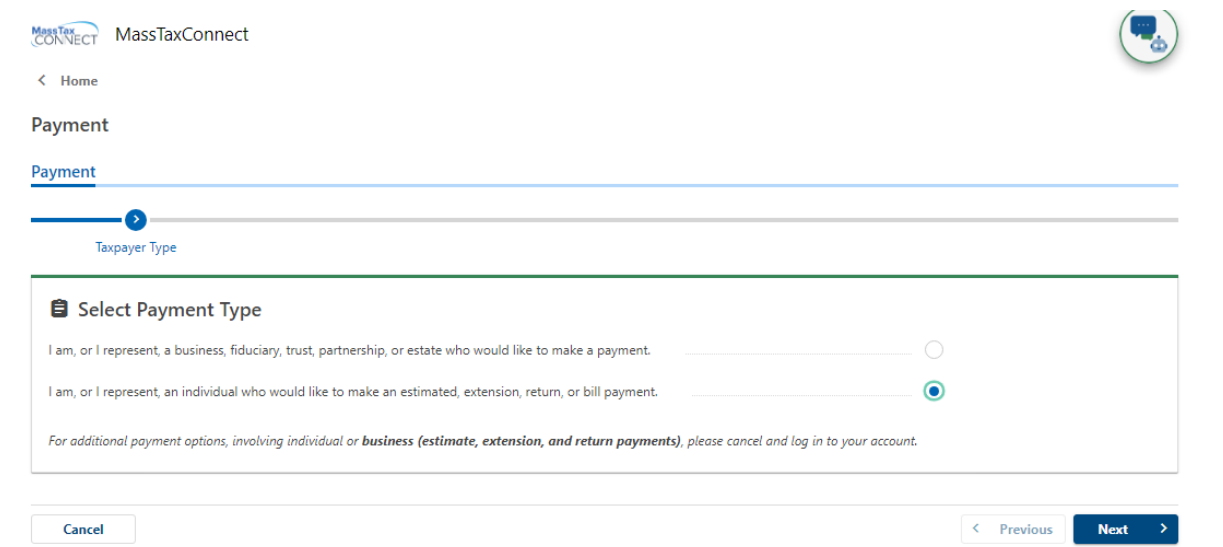 MassTax
CONNECT
MassTaxConnect
Home
Payment
Payment
Taxpayer Type
Select Payment Type
I am, or I represent, a business, fiduciary, trust, partnership, or estate who would like to make a payment.
I am, or I represent, an individual who would like to make an estimated, extension, return, or bill payment.
For additional payment options, involving individual or business (estimate, extension, and return payments), please cancel and log in to your account.
Cancel
Previous
Next